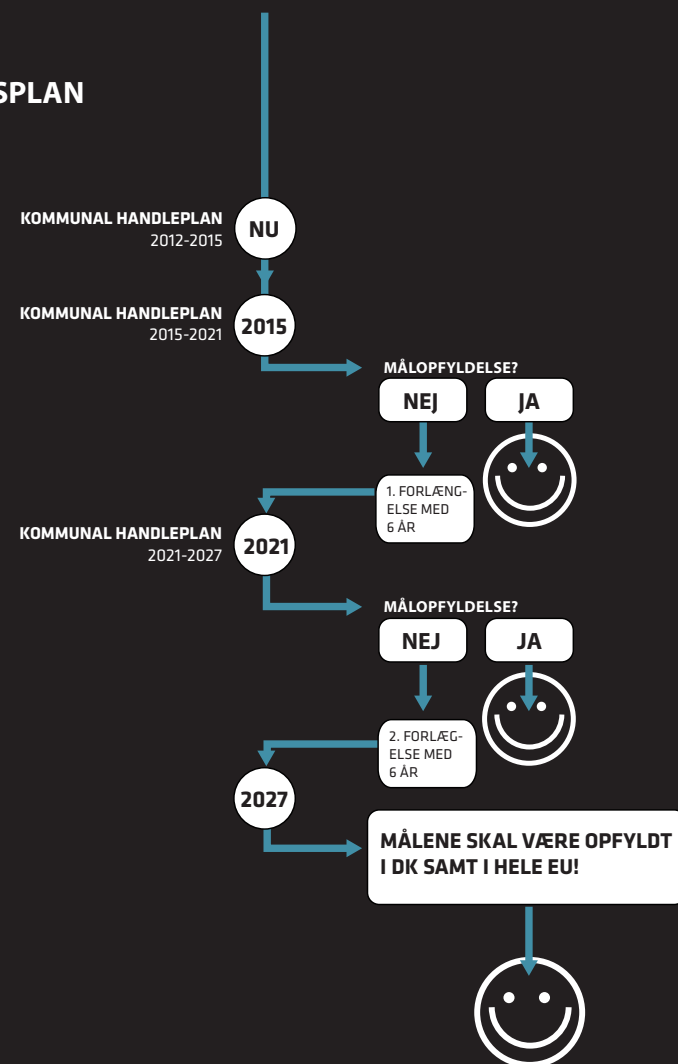 SPLAN
KOMMUNAL HANDLEPLAN
2012-2015
NU
KOMMUNAL HANDLEPLAN
2015-2021
2015
MÅLOPFYLDELSE?
NEJ
JA
1. FORLÆNG-
ELSE MED
6 ÅR
KOMMUNAL HANDLEPLAN
2021-2027
2021
MÅLOPFYLDELSE?
NEJ
JA
2. FORLÆG-
ELSE MED
6 ÅR
2027
MÅLENE SKAL VÆRE OPFYLDT
I DK SAMT I HELE EU!